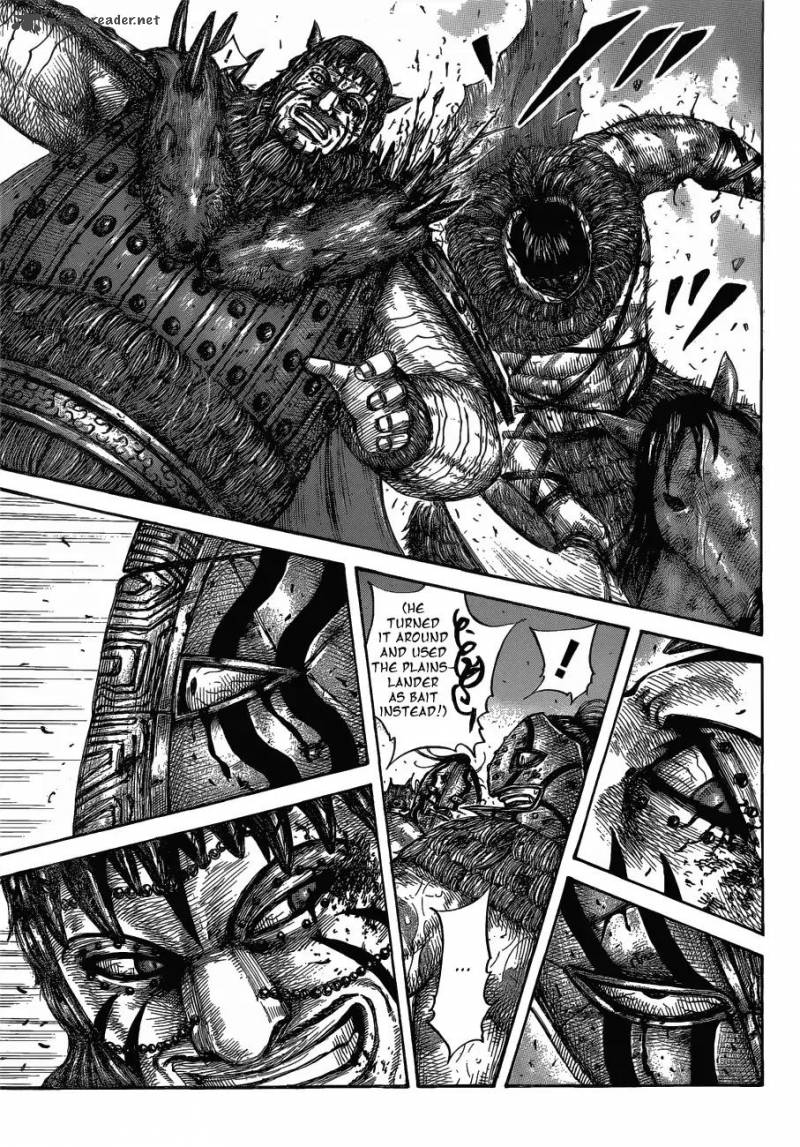 reader.net
!
(HE
TURNED
IT AROUND
AND USED
THE PLAINS-
LANDER
AS BAIT
INSTEAD!)
!
...